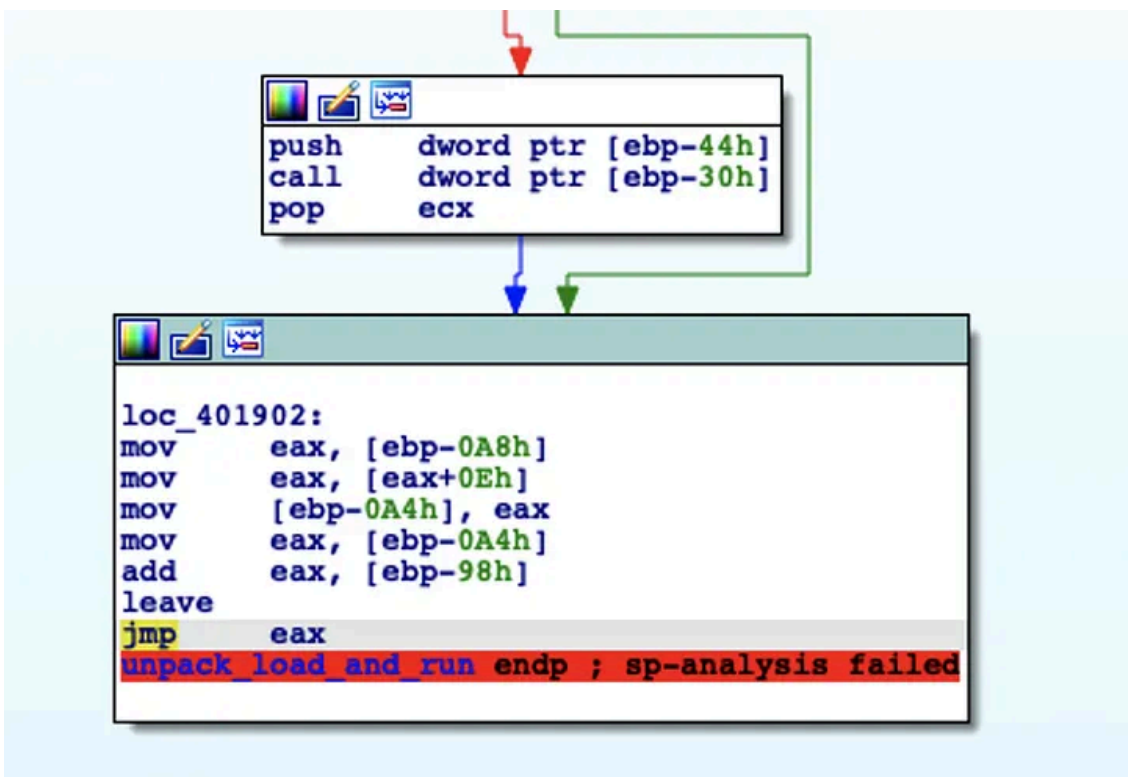 push dword ptr [ebp-44h]
call dword ptr [ebp-30h]
pop ecx
loc_401902:
mov eax, [ebp-0A8h]
mov eax, [eax+0Eh]
mov [ebp-0A4h], eax
mov eax, [ebp-0A4h]
add eax, [ebp-98h]
leave
jmp eax
unpack_load_and_run endp ; sp-analysis failed